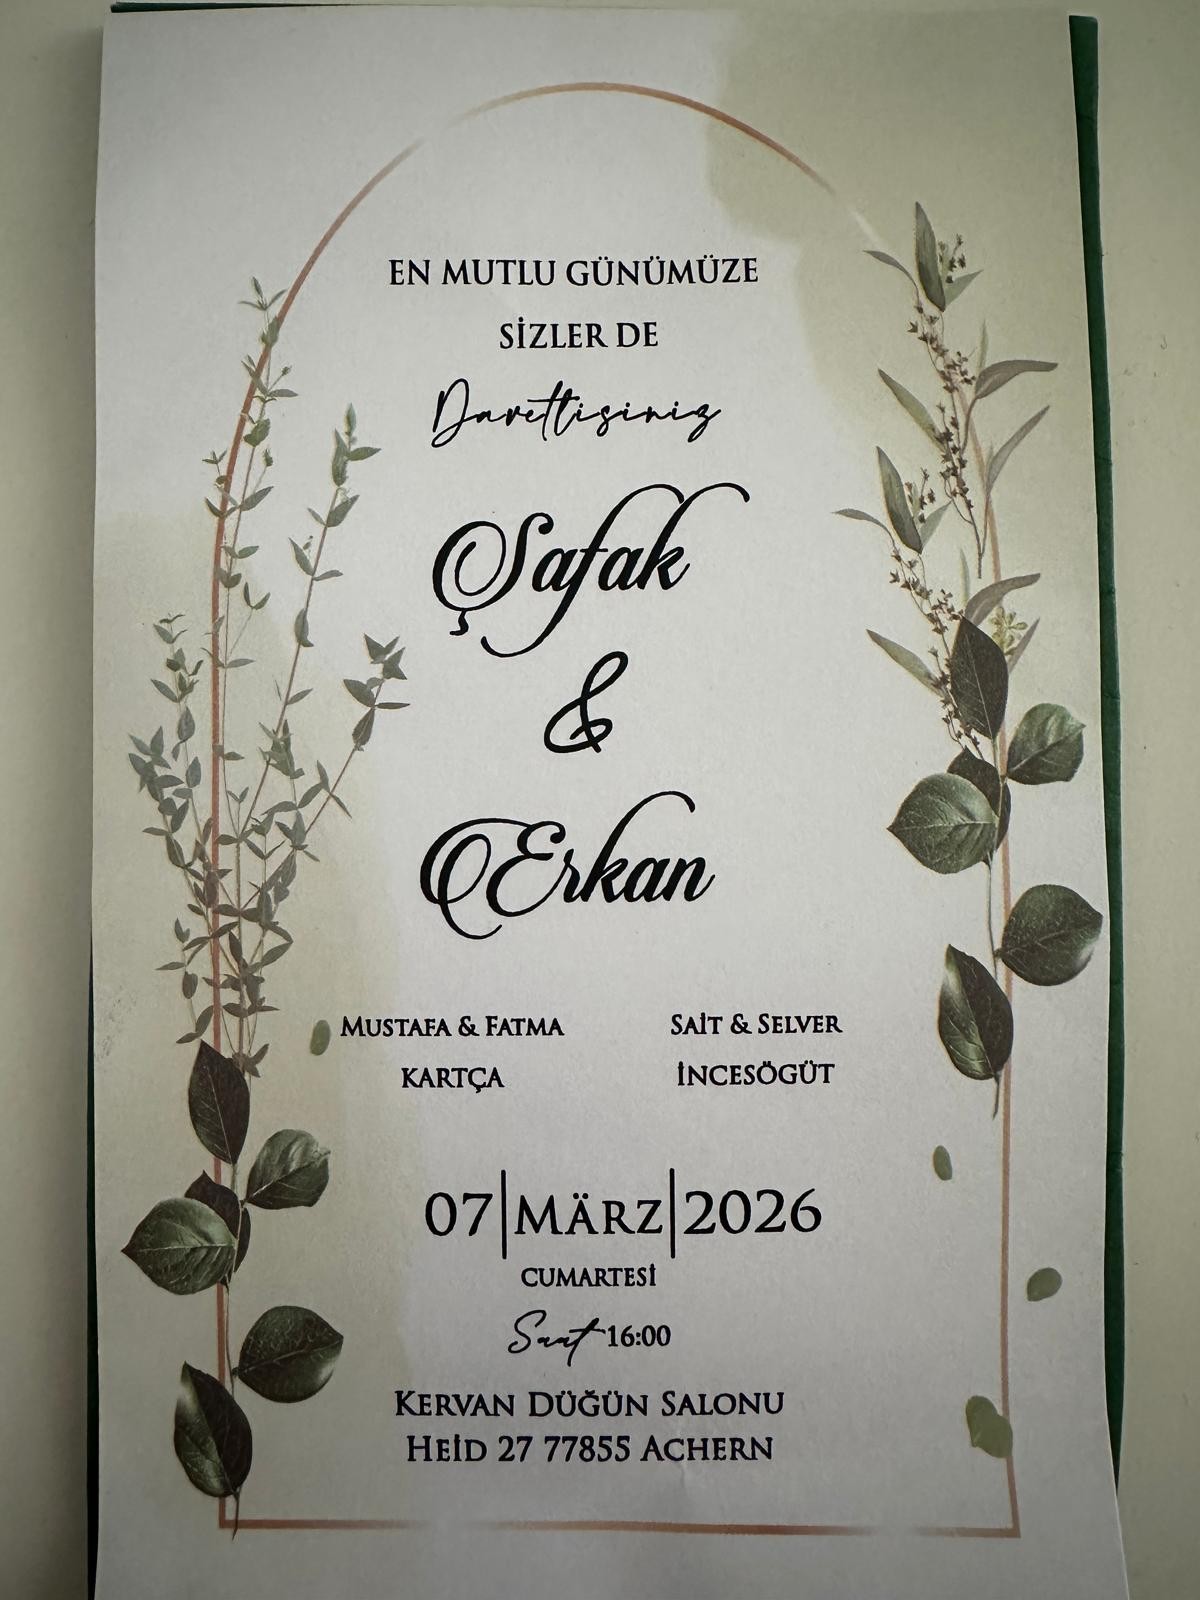 EN MUTLU GÜNÜMÜZE
SİZLER DE
Davetlisiniz
Şafak
&
Erkan
MUSTAFA & FATMA
KARTÇA
SAİT & SELVER
İNCESÖGÜT
07|MÄRZ|2026
CUMARTESİ
Saat 16:00
KERVAN DÜĞÜN SALONU
HEİD 27 77855 ACHERN